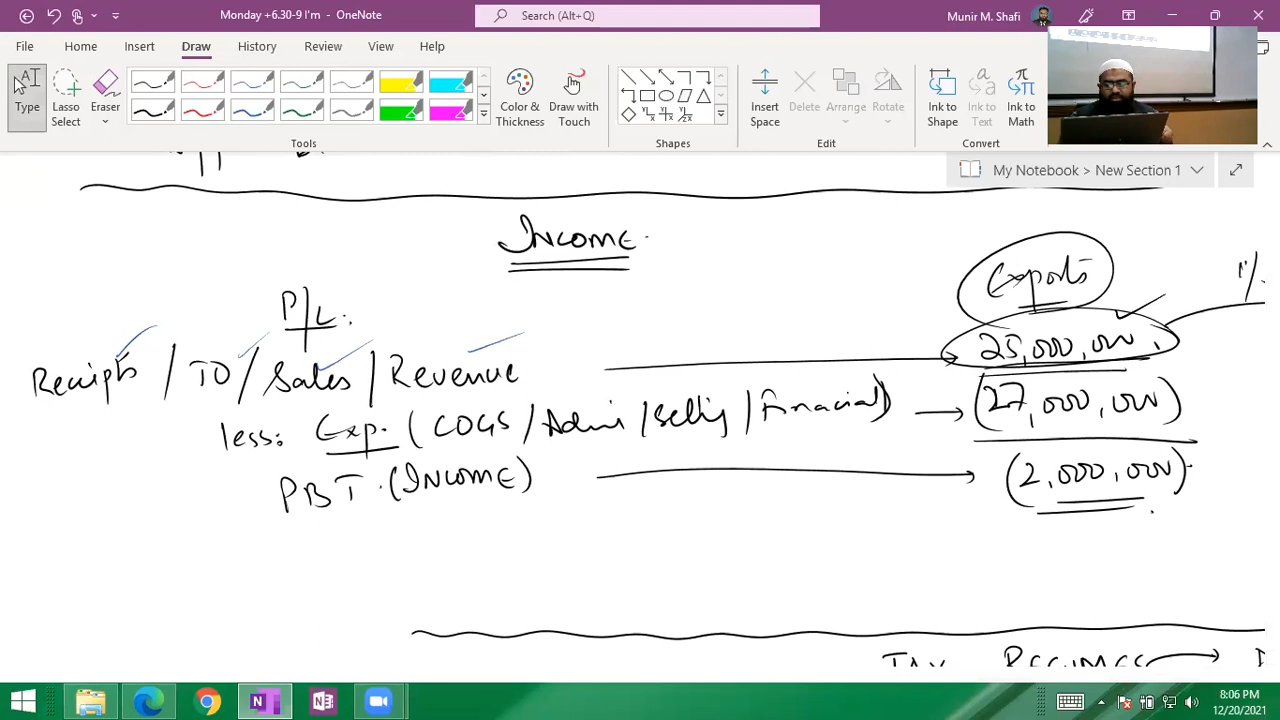 Monday +6.30-9 I'm - OneNote
Search (Alt+Q)
Munir M. Shafi
File Home Insert Draw History Review View Help
Type
Lasso Select
Eraser
Color & Thickness
Draw with Touch
Insert Space
Delete
Arrange
Rotate
Ink to Shape
Ink to Text
Ink to Math
Tools
Shapes
Edit
Convert
My Notebook > New Section 1
INCOME
P/L
Exports
1/.
Receipts / TO / Sales / Revenue 25,000,000
less: Exp. (COGS / Admin / Selling / Financial) (27,000,000)
PBT. (INCOME) (2,000,000)
TAX REGIMES
8:06 PM
12/20/2021